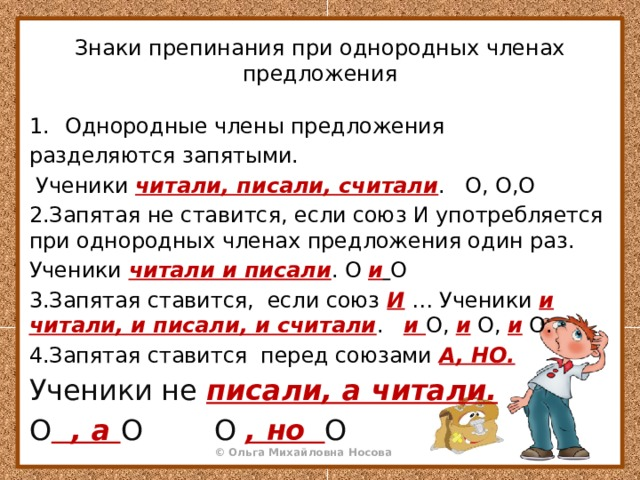 Знаки препинания при однородных членах
предложения
1. Однородные члены предложения
разделяются запятыми.
Ученики читали, писали, считали. О, О,О
2.Запятая не ставится, если союз И употребляется
при однородных членах предложения один раз.
Ученики читали и писали. О и О
3.Запятая ставится, если союз И … Ученики и
читали, и писали, и считали. и О, и О, и О.
4.Запятая ставится перед союзами А, НО.
Ученики не писали, а читали.
О , а О О , но О
© Ольга Михайловна Носова